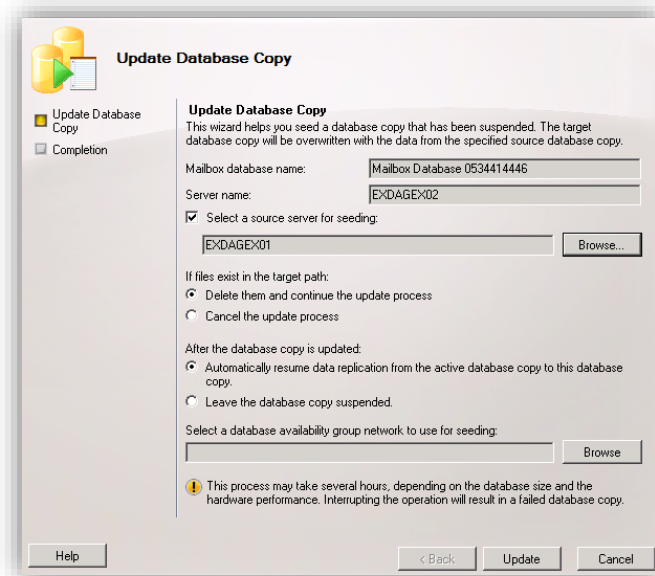 Update Database Copy
Update Database
Copy
Completion
Update Database Copy
This wizard helps you seed a database copy that has been suspended. The target
database copy will be overwritten with the data from the specified source database copy.
Mailbox database name:
Mailbox Database 0534414446
Server name:
EXDAGEX02
Select a source server for seeding:
EXDAGEX01
Browse...
If files exist in the target path:
Delete them and continue the update process
Cancel the update process
After the database copy is updated:
Automatically resume data replication from the active database copy to this database
copy.
Leave the database copy suspended.
Select a database availability group network to use for seeding:
Browse
This process may take several hours, depending on the database size and the
hardware performance. Interrupting the operation will result in a failed database copy.
Help
< Back
Update
Cancel